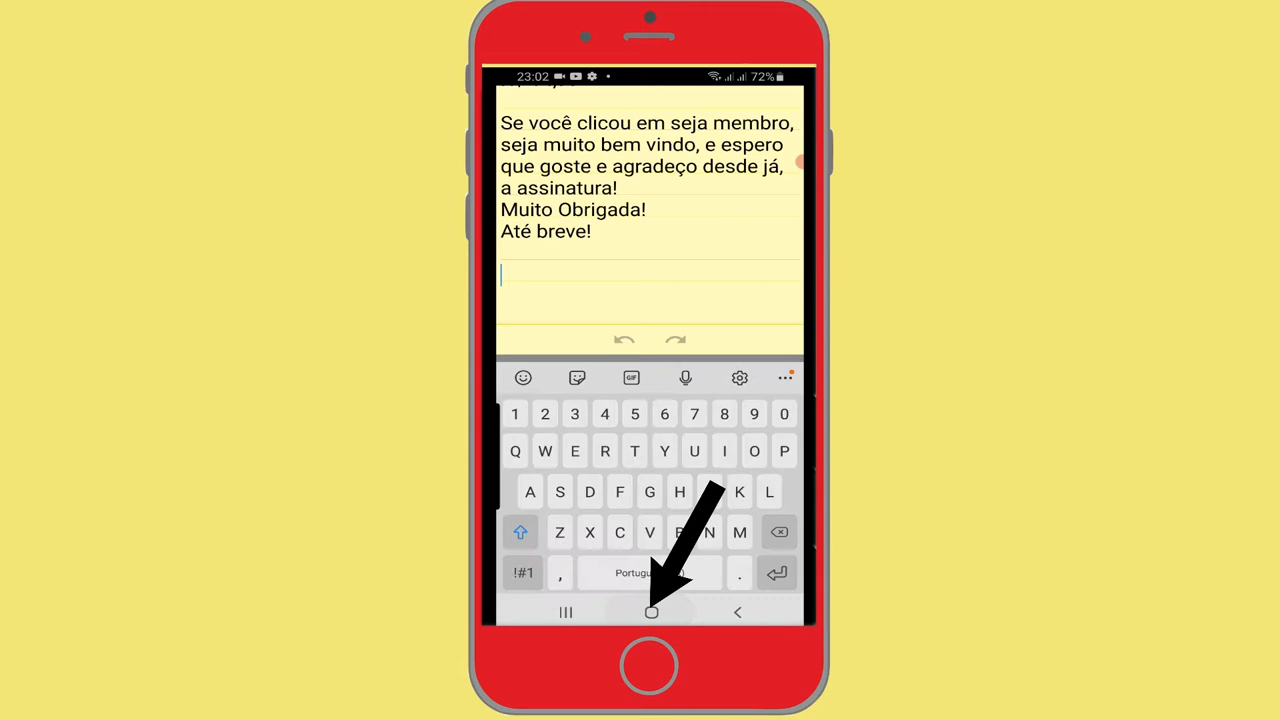 23:02 72%
Se você clicou em seja membro,
seja muito bem vindo, e espero
que goste e agradeço desde já,
a assinatura!
Muito Obrigada!
Até breve!
GIF
1 2 3 4 5 6 7 8 9 0
Q W E R T Y U I O P
A S D F G H K L
Z X C V B N M
!#1 , .